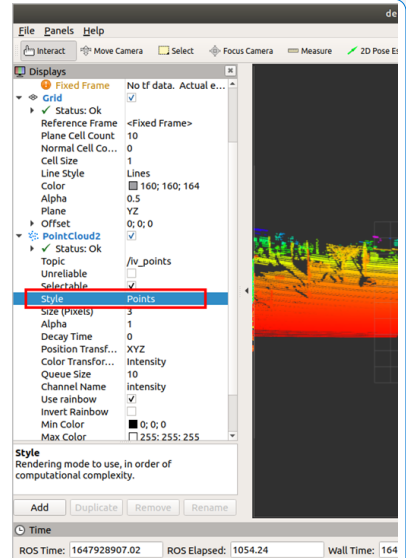 de
File Panels Help
Interact Move Camera Select Focus Camera Measure 2D Pose Es
Displays
Fixed Frame No tf data. Actual e...
Grid
Status: Ok
Reference Frame <Fixed Frame>
Plane Cell Count 10
Normal Cell Co... 0
Cell Size 1
Line Style Lines
Color 160; 160; 164
Alpha 0.5
Plane YZ
Offset 0; 0; 0
PointCloud2
Status: Ok
Topic /iv_points
Unreliable
Selectable
Style Points
Size (Pixels) 3
Alpha 1
Decay Time 0
Position Transf... XYZ
Color Transfor... Intensity
Queue Size 10
Channel Name intensity
Use rainbow
Invert Rainbow
Min Color 0; 0; 0
Max Color 255; 255; 255
Style
Rendering mode to use, in order of
computational complexity.
Add Duplicate Remove Rename
Time
ROS Time: 1647928907.02 ROS Elapsed: 1054.24 Wall Time: 164